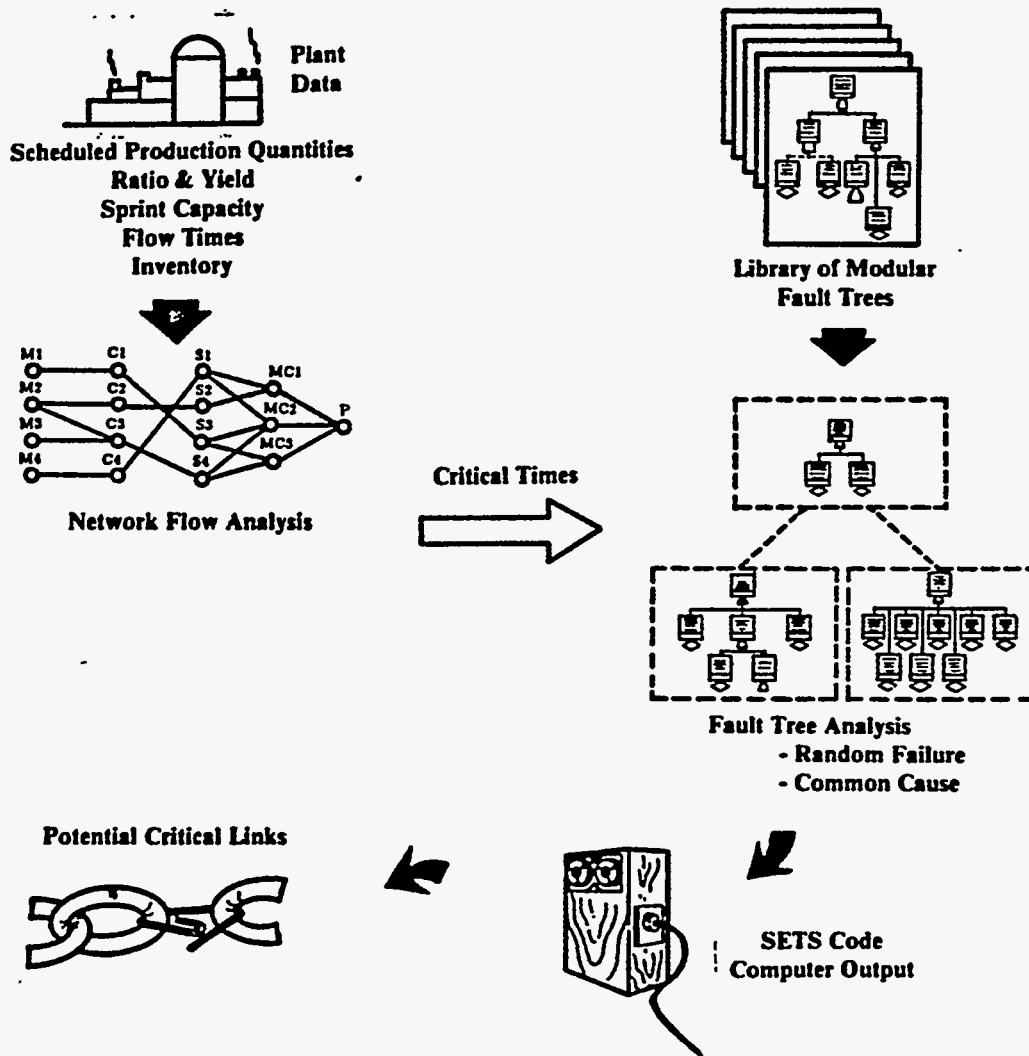 Plant
Data
Scheduled Production Quantities
Ratio & Yield
Sprint Capacity
Flow Times
Inventory
Library of Modular
Fault Trees
M1 C1 S1 MC1
M2 C2 S2 MC2 P
M3 C3 S3 MC3
M4 C4 S4
Network Flow Analysis
Critical Times
Fault Tree Analysis
- Random Failure
- Common Cause
Potential Critical Links
SETS Code
Computer Output